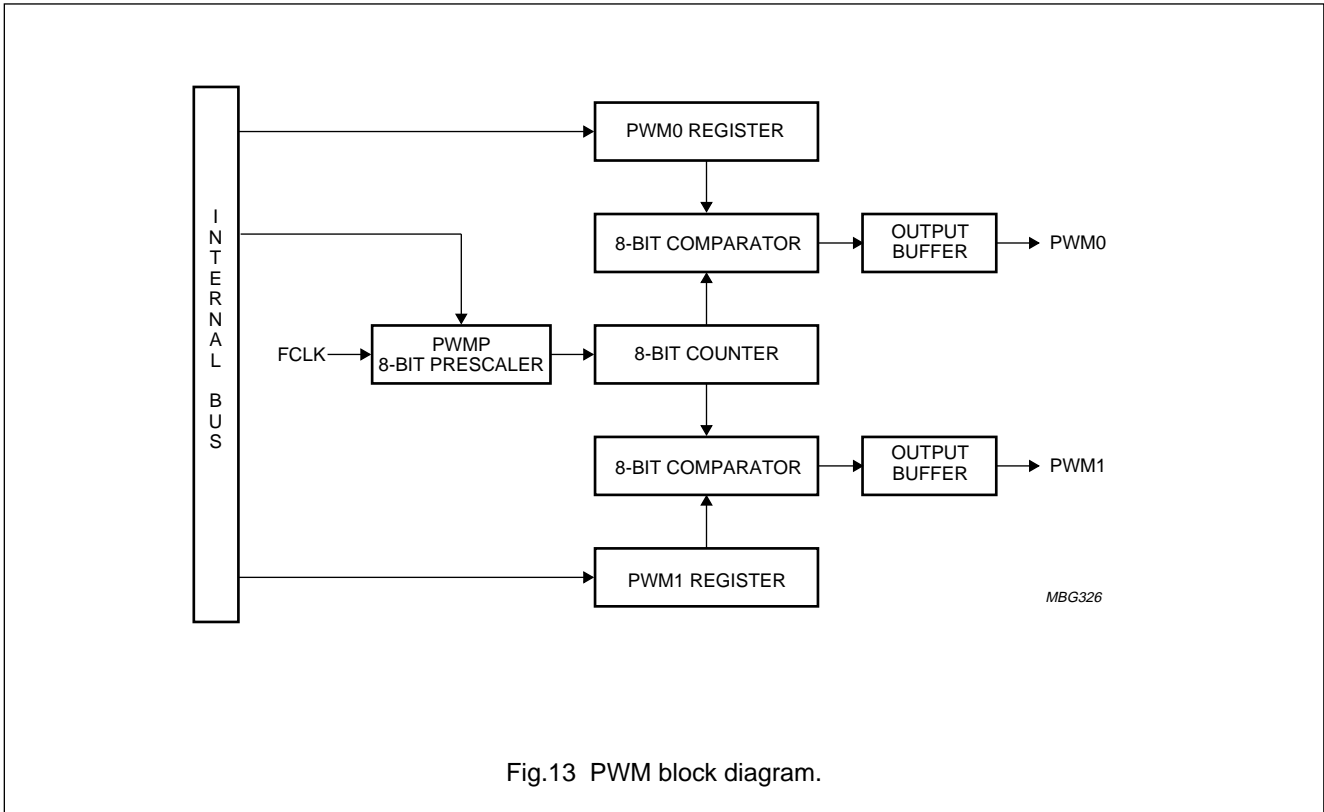 INTERNAL BUS
PWM0 REGISTER
8-BIT COMPARATOR
OUTPUT
BUFFER
PWM0
FCLK
PWMP
8-BIT PRESCALER
8-BIT COUNTER
8-BIT COMPARATOR
OUTPUT
BUFFER
PWM1
PWM1 REGISTER
MBG326
Fig.13 PWM block diagram.